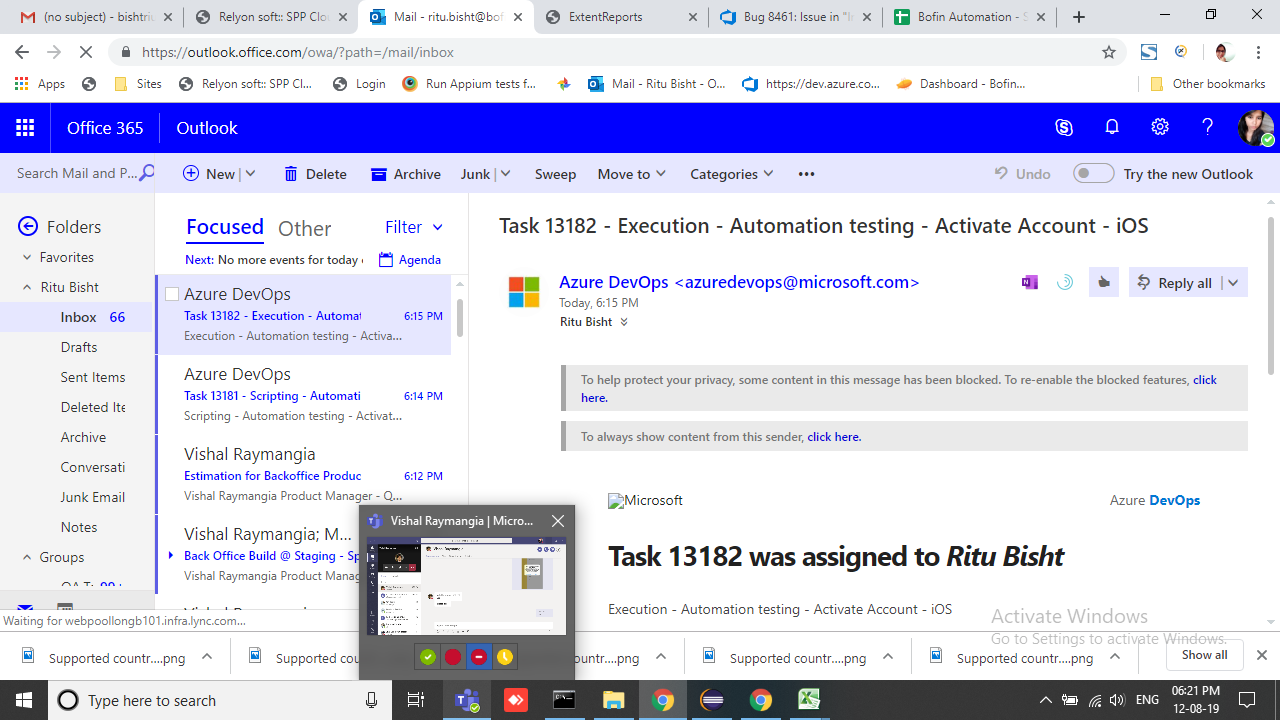 (no subject) - bishtriu
Relyon soft:: SPP Clou
Mail - ritu.bisht@bof
ExtentReports
Bug 8461: Issue in "In
Bofin Automation - S
https://outlook.office.com/owa/?path=/mail/inbox
Apps
Sites
Relyon soft:: SPP Cl...
Login
Run Appium tests f...
Mail - Ritu Bisht - O...
https://dev.azure.co...
Dashboard - Bofin...
Other bookmarks
Office 365
Outlook
Search Mail and P...
New
Delete
Archive
Junk
Sweep
Move to
Categories
Undo
Try the new Outlook
Folders
Favorites
Ritu Bisht
Inbox 66
Drafts
Sent Items
Deleted Ite
Archive
Conversati
Junk Email
Notes
Groups
Focused
Other
Filter
Next: No more events for today
Agenda
Azure DevOps
Task 13182 - Execution - Automat
6:15 PM
Execution - Automation testing - Activa...
Azure DevOps
Task 13181 - Scripting - Automati
6:14 PM
Scripting - Automation testing - Activat...
Vishal Raymangia
Estimation for Backoffice Produc
6:12 PM
Vishal Raymangia Product Manager - Q...
Vishal Raymangia; M...
Back Office Build @ Staging - Sp
Vishal Raymangia Product Manag
Task 13182 - Execution - Automation testing - Activate Account - iOS
Azure DevOps <azuredevops@microsoft.com>
Today, 6:15 PM
Ritu Bisht
Reply all
To help protect your privacy, some content in this message has been blocked. To re-enable the blocked features, click
here.
To always show content from this sender, click here.
Microsoft
Azure DevOps
Task 13182 was assigned to Ritu Bisht
Execution - Automation testing - Activate Account - iOS
Activate Windows
Go to Settings to activate Windows.
Vishal Raymangia | Micro...
Waiting for webpoollongb101.infra.lync.com...
Supported countr....png
Supported count
Supported countr....png
Supported countr....png
Show all
Type here to search
ENG
06:21 PM
12-08-19